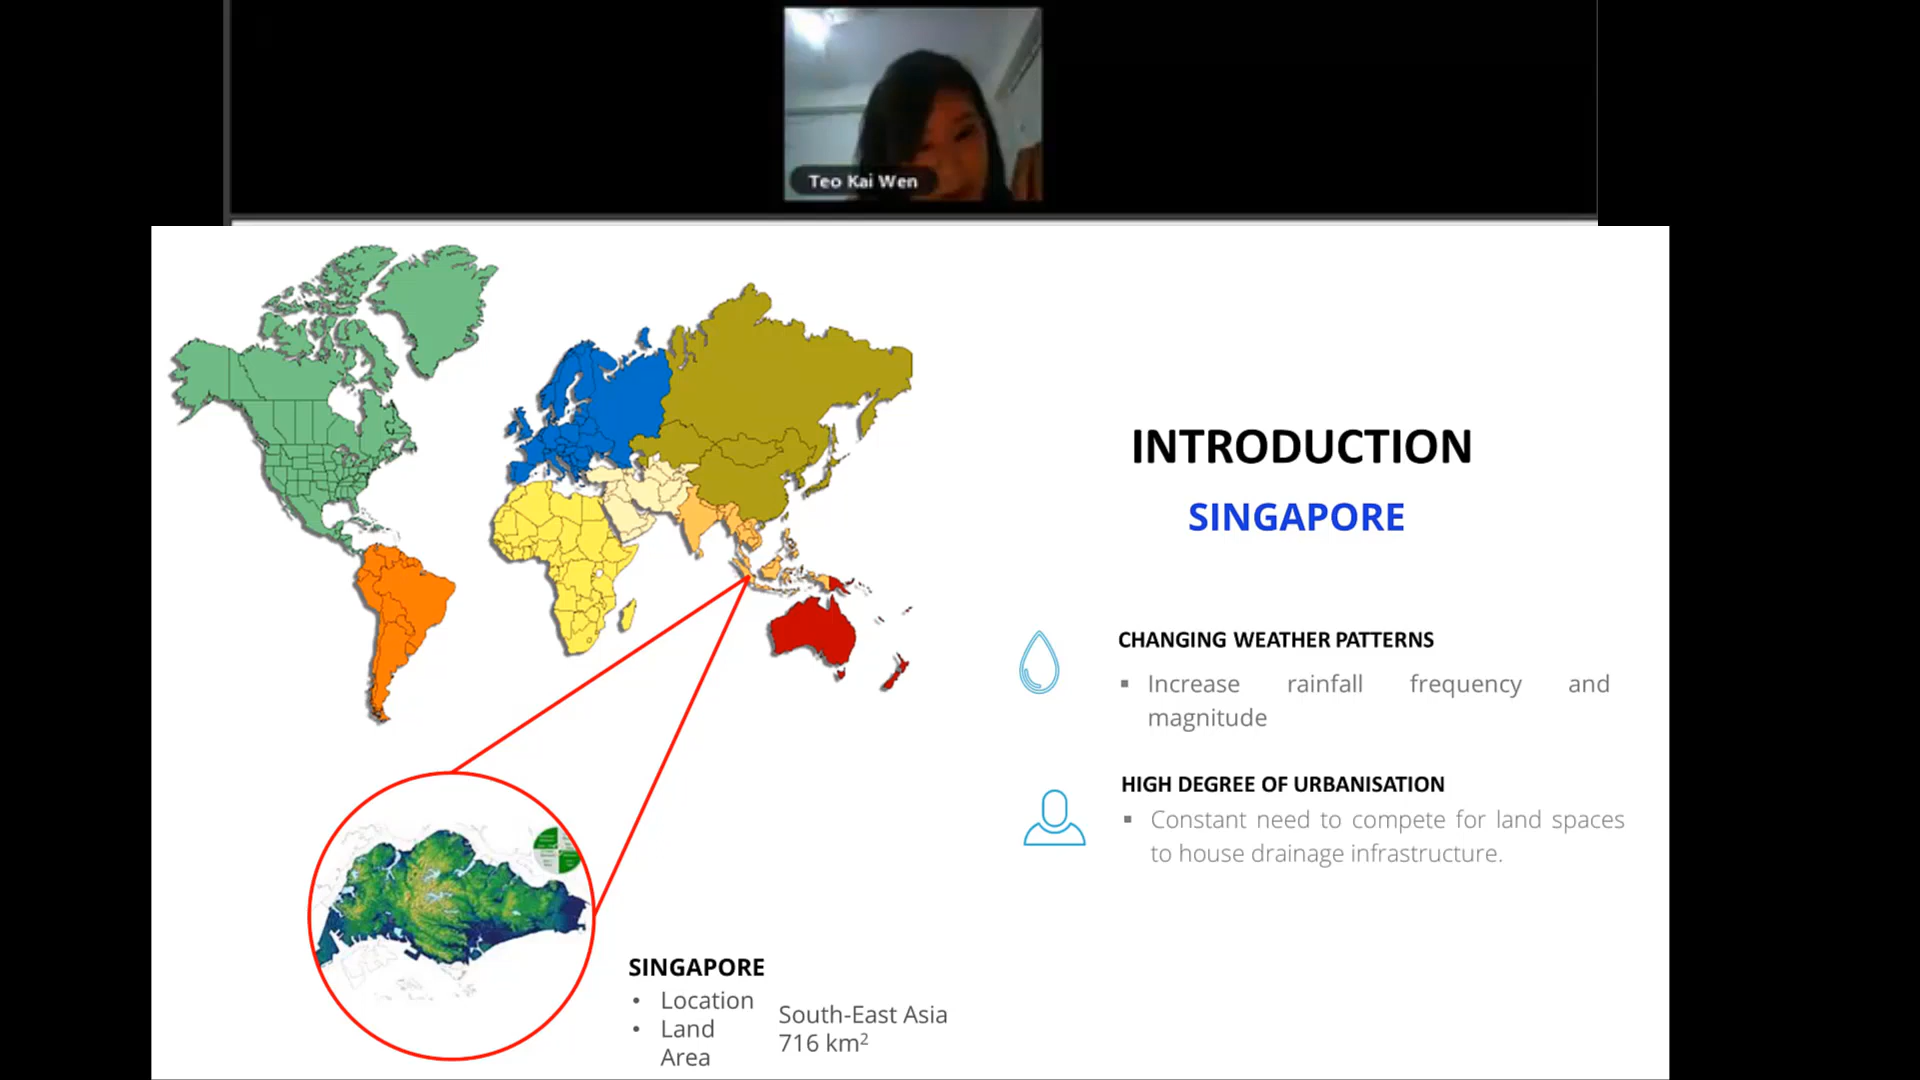 Teo Kai Wen
INTRODUCTION
SINGAPORE
CHANGING WEATHER PATTERNS
▪ Increase rainfall frequency and
magnitude
HIGH DEGREE OF URBANISATION
▪ Constant need to compete for land spaces
to house drainage infrastructure.
SINGAPORE
• Location
• Land
Area
South-East Asia
716 km²